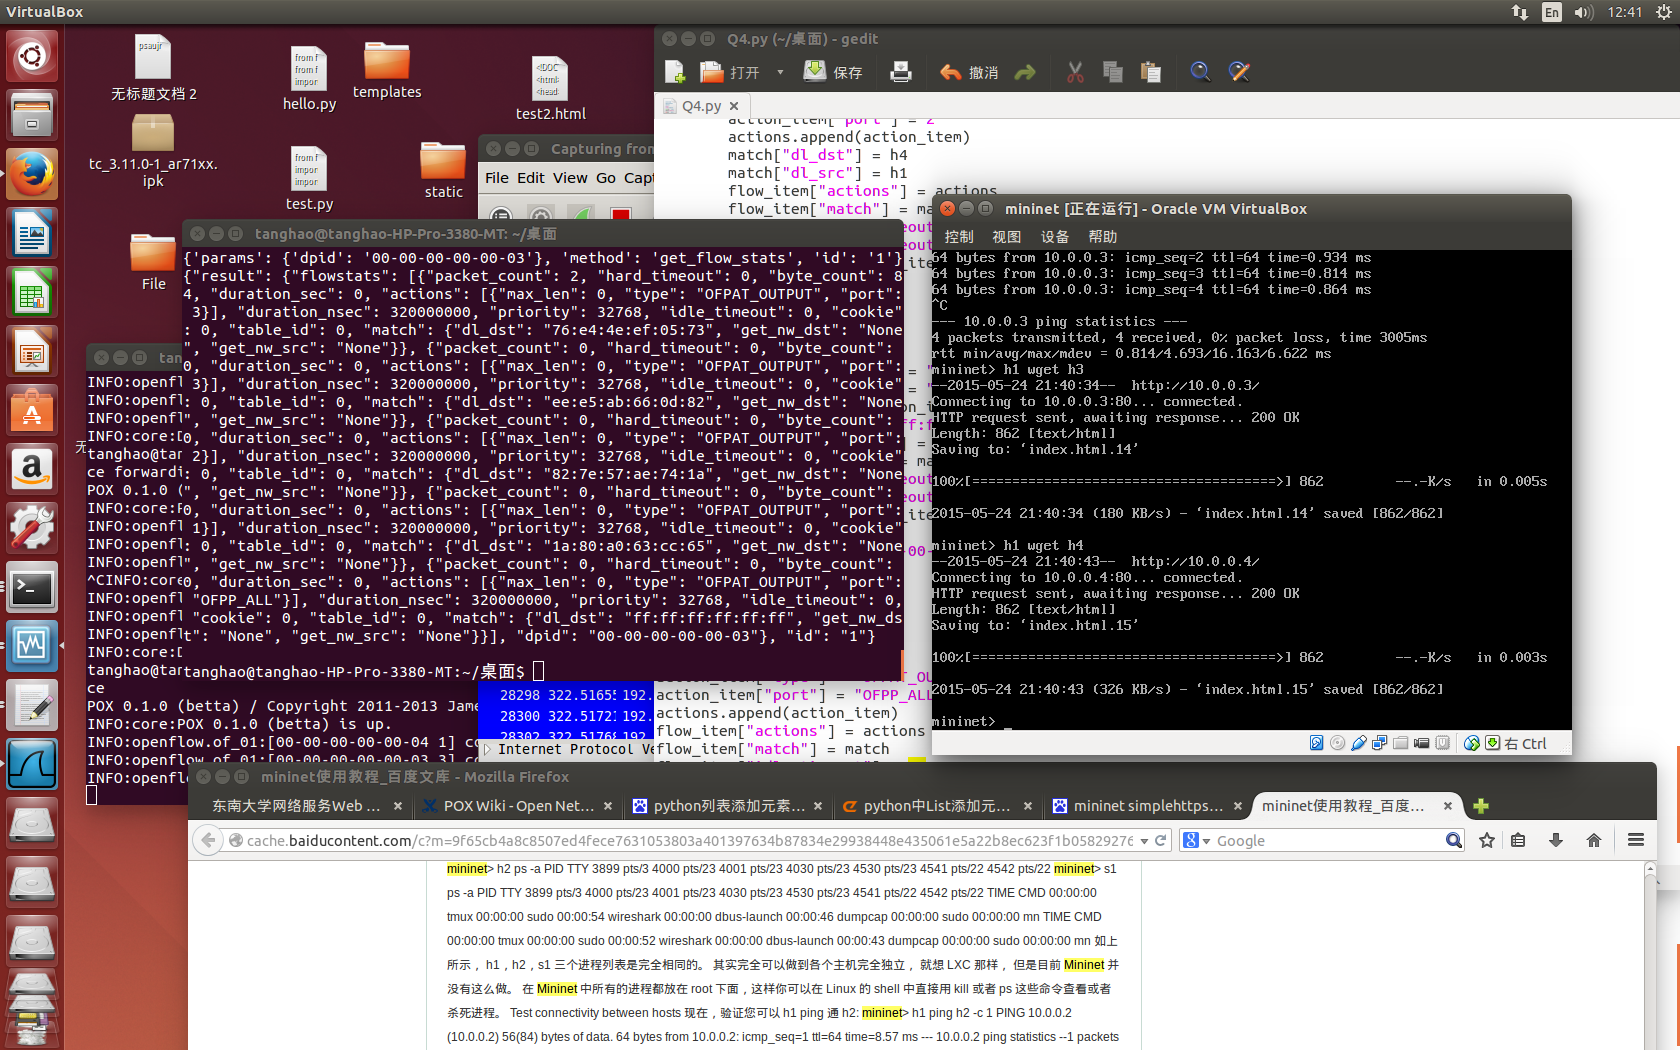 VirtualBox
En
12:41
psaujr
无标题文档 2
from f
from f
impor
hello.py
templates
<!DOC
<html>
<head
test2.html
tc_3.11.0-1_ar71xx.
ipk
from f
impor
impor
test.py
static
File
Capturing from
File Edit View Go Capt
Q4.py (~/桌面) - gedit
打开 保存 撤消
Q4.py
action_item["port"] = 2
actions.append(action_item)
match["dl_dst"] = h4
match["dl_src"] = h1
flow_item["actions"] = actions
flow_item["match"] = ma
tanghao@tanghao-HP-Pro-3380-MT: ~/桌面
{'params': {'dpid': '00-00-00-00-00-03'}, 'method': 'get_flow_stats', 'id': '1'}
{"result": {"flowstats": [{"packet_count": 2, "hard_timeout": 0, "byte_count": 8
4, "duration_sec": 0, "actions": [{"max_len": 0, "type": "OFPAT_OUTPUT", "port":
 3}], "duration_nsec": 320000000, "priority": 32768, "idle_timeout": 0, "cookie"
: 0, "table_id": 0, "match": {"dl_dst": "76:e4:4e:ef:05:73", "get_nw_dst": "None
", "get_nw_src": "None"}}, {"packet_count": 0, "hard_timeout": 0, "byte_count": 
0, "duration_sec": 0, "actions": [{"max_len": 0, "type": "OFPAT_OUTPUT", "port":
 3}], "duration_nsec": 320000000, "priority": 32768, "idle_timeout": 0, "cookie"
: 0, "table_id": 0, "match": {"dl_dst": "ee:e5:ab:66:0d:82", "get_nw_dst": "None
", "get_nw_src": "None"}}, {"packet_count": 0, "hard_timeout": 0, "byte_count": 
0, "duration_sec": 0, "actions": [{"max_len": 0, "type": "OFPAT_OUTPUT", "port":
 2}], "duration_nsec": 320000000, "priority": 32768, "idle_timeout": 0, "cookie"
: 0, "table_id": 0, "match": {"dl_dst": "82:7e:57:ae:74:1a", "get_nw_dst": "None
", "get_nw_src": "None"}}, {"packet_count": 0, "hard_timeout": 0, "byte_count": 
0, "duration_sec": 0, "actions": [{"max_len": 0, "type": "OFPAT_OUTPUT", "port":
 1}], "duration_nsec": 320000000, "priority": 32768, "idle_timeout": 0, "cookie"
: 0, "table_id": 0, "match": {"dl_dst": "1a:80:a0:63:cc:65", "get_nw_dst": "None
", "get_nw_src": "None"}}, {"packet_count": 0, "hard_timeout": 0, "byte_count": 
0, "duration_sec": 0, "actions": [{"max_len": 0, "type": "OFPAT_OUTPUT", "port":
 "OFPP_ALL"}], "duration_nsec": 320000000, "priority": 32768, "idle_timeout": 0,
 "cookie": 0, "table_id": 0, "match": {"dl_dst": "ff:ff:ff:ff:ff:ff", "get_nw_ds
t": "None", "get_nw_src": "None"}}], "dpid": "00-00-00-00-00-03"}, "id": "1"}
tanghao@tanghao-HP-Pro-3380-MT:~/桌面$
mininet [正在运行] - Oracle VM VirtualBox
控制 视图 设备 帮助
64 bytes from 10.0.0.3: icmp_seq=2 ttl=64 time=0.934 ms
64 bytes from 10.0.0.3: icmp_seq=3 ttl=64 time=0.814 ms
64 bytes from 10.0.0.3: icmp_seq=4 ttl=64 time=0.864 ms
^C
--- 10.0.0.3 ping statistics ---
4 packets transmitted, 4 received, 0% packet loss, time 3005ms
rtt min/avg/max/mdev = 0.814/4.693/16.163/6.622 ms
mininet> h1 wget h3
--2015-05-24 21:40:34--  http://10.0.0.3/
Connecting to 10.0.0.3:80... connected.
HTTP request sent, awaiting response... 200 OK
Length: 862 [text/html]
Saving to: ‘index.html.14’
100%[======================================>] 862 --.-K/s in 0.005s
2015-05-24 21:40:34 (180 KB/s) - ‘index.html.14’ saved [862/862]
mininet> h1 wget h4
--2015-05-24 21:40:43--  http://10.0.0.4/
Connecting to 10.0.0.4:80... connected.
HTTP request sent, awaiting response... 200 OK
Length: 862 [text/html]
Saving to: ‘index.html.15’
100%[======================================>] 862 --.-K/s in 0.003s
2015-05-24 21:40:43 (326 KB/s) - ‘index.html.15’ saved [862/862]
mininet> _
右 Ctrl
tan
INFO:openfl
INFO:openfl
INFO:openfl
INFO:core:D
tanghao@tan
ce forwardi
POX 0.1.0 (
INFO:core:P
INFO:openfl
INFO:openfl
INFO:openfl
^CINFO:core
INFO:openfl
INFO:openfl
INFO:openfl
INFO:core:D
tanghao@tan
ce
POX 0.1.0 (betta) / Copyright 2011-2013 Jame
INFO:core:POX 0.1.0 (betta) is up.
INFO:openflow.of_01:[00-00-00-00-00-04 1] co
INFO:openflow.of_01:[00-00-00-00-00-03 3] co
INFO:openflo
28298 322.51655 192.
28300 322.51721 192.
28302 322.51768 192.
Internet Protocol Ve
action_item["port"] = "OFPP_ALL
actions.append(action_item)
flow_item["actions"] = actions
flow_item["match"] = match
mininet使用教程_百度文库 - Mozilla Firefox
东南大学网络服务Web ...
POX Wiki - Open Net...
python列表添加元素...
python中List添加元...
mininet simplehttps...
mininet使用教程_百度...
cache.baiducontent.com/c?m=9f65cb4a8c8507ed4fece7631053803a401397634b87834e29938448e435061e5a22b8ec623f1b05829276
Google
mininet> h2 ps -a PID TTY 3899 pts/3 4000 pts/23 4001 pts/23 4030 pts/23 4530 pts/23 4541 pts/22 4542 pts/22 mininet> s1
ps -a PID TTY 3899 pts/3 4000 pts/23 4001 pts/23 4030 pts/23 4530 pts/23 4541 pts/22 4542 pts/22 TIME CMD 00:00:00
tmux 00:00:00 sudo 00:00:54 wireshark 00:00:00 dbus-launch 00:00:46 dumpcap 00:00:00 sudo 00:00:00 mn TIME CMD
00:00:00 tmux 00:00:00 sudo 00:00:52 wireshark 00:00:00 dbus-launch 00:00:43 dumpcap 00:00:00 sudo 00:00:00 mn 如上
所示，h1，h2，s1 三个进程列表是完全相同的。 其实完全可以做到各个主机完全独立，就想 LXC 那样，但是目前 Mininet 并
没有这么做。 在 Mininet 中所有的进程都放在 root 下面，这样你可以在 Linux 的 shell 中直接用 kill 或者 ps 这些命令查看或者
杀死进程。 Test connectivity between hosts 现在，验证您可以 h1 ping 通 h2: mininet> h1 ping h2 -c 1 PING 10.0.0.2
(10.0.0.2) 56(84) bytes of data. 64 bytes from 10.0.0.2: icmp_seq=1 ttl=64 time=8.57 ms --- 10.0.0.2 ping statistics --1 packets